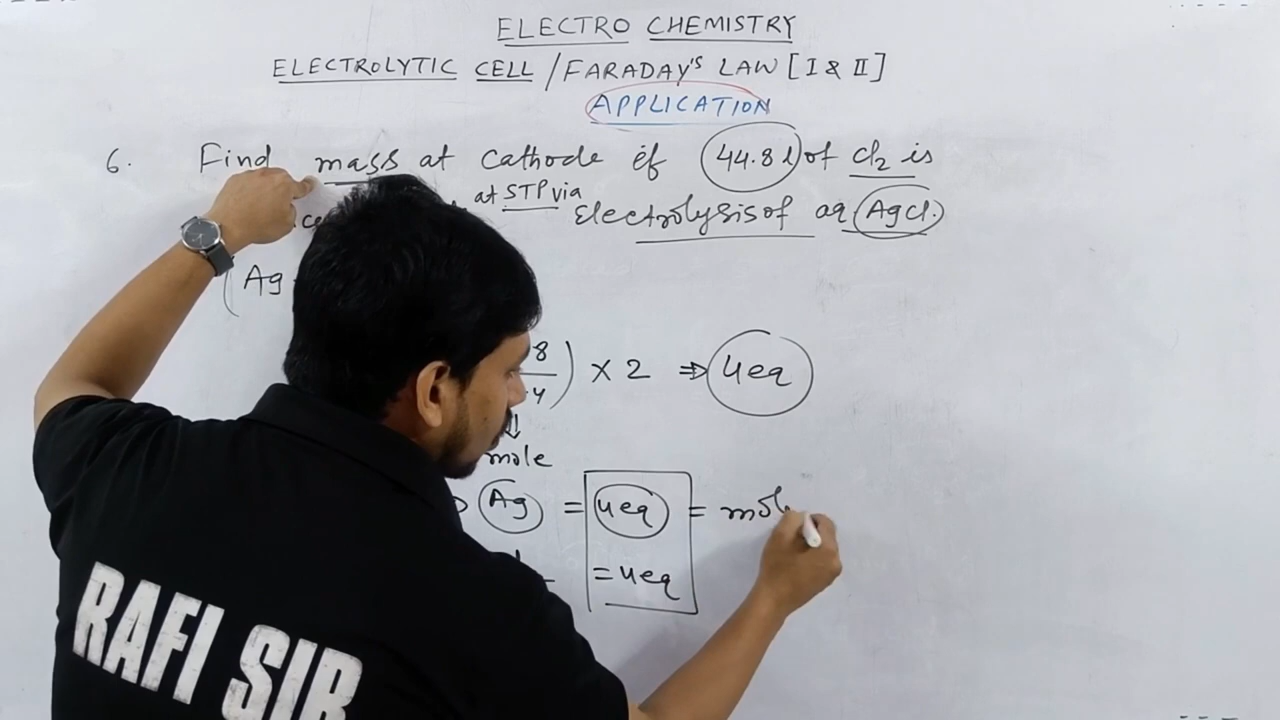 ELECTRO CHEMISTRY
ELECTROLYTIC CELL / FARADAY'S LAW [I & II]
APPLICATION
6. Find mass at cathode if 44.8 l of Cl2 is
at STP via Electrolysis of aq AgCl.
(Ag
8 ) × 2 ⇒ 4eq
4
↓
mole
Ag = 4eq = mole
= 4eq
RAFI SIR